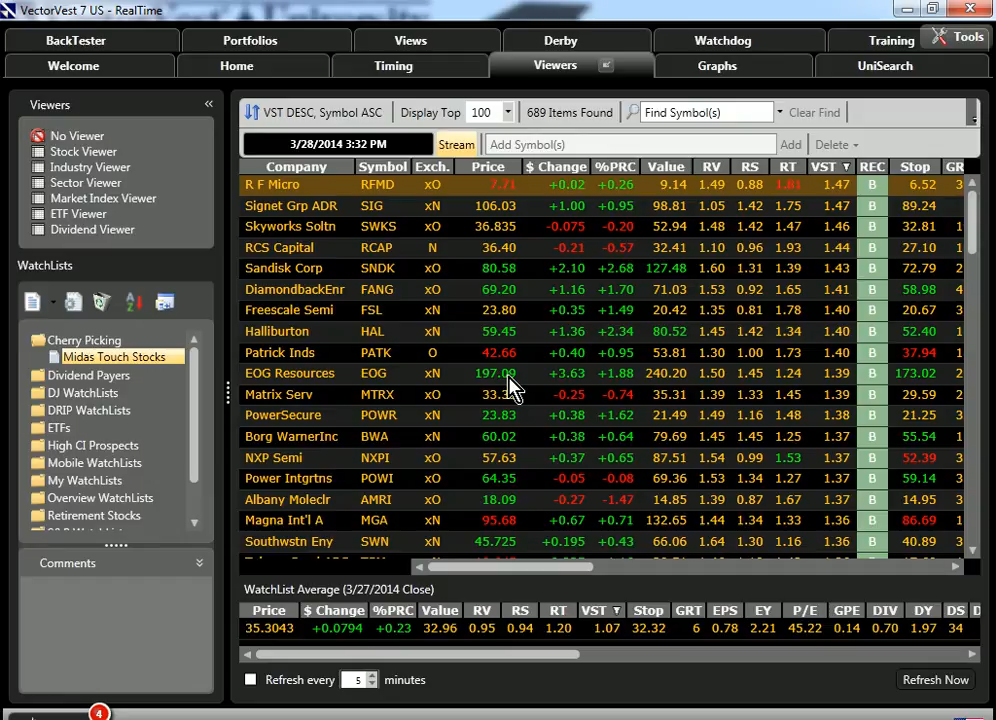 VectorVest 7 US - RealTime
BackTester Portfolios Views Derby Watchdog Training Tools
Welcome Home Timing Viewers Graphs UniSearch
Viewers «
No Viewer
Stock Viewer
Industry Viewer
Sector Viewer
Market Index Viewer
ETF Viewer
Dividend Viewer
WatchLists
Cherry Picking
Midas Touch Stocks
Dividend Payers
DJ WatchLists
DRIP WatchLists
ETFs
High CI Prospects
Mobile WatchLists
My WatchLists
Overview WatchLists
Retirement Stocks
Comments
4
VST DESC, Symbol ASC Display Top 100 689 Items Found Find Symbol(s) Clear Find
3/28/2014 3:32 PM Stream Add Symbol(s) Add Delete
Company Symbol Exch. Price $ Change %PRC Value RV RS RT VST REC Stop GR
R F Micro RFMD xO 7.71 +0.02 +0.26 9.14 1.49 0.88 1.81 1.47 B 6.52 3
Signet Grp ADR SIG xN 106.03 +1.00 +0.95 98.81 1.05 1.42 1.75 1.47 B 89.24
Skyworks Soltn SWKS xO 36.835 -0.075 -0.20 52.94 1.48 1.42 1.47 1.46 B 32.81 1
RCS Capital RCAP N 36.40 -0.21 -0.57 32.41 1.10 0.96 1.93 1.44 B 27.10 1
Sandisk Corp SNDK xO 80.58 +2.10 +2.68 127.48 1.60 1.31 1.39 1.43 B 72.79 2
DiamondbackEnr FANG xO 69.20 +1.16 +1.70 71.03 1.53 0.92 1.65 1.41 B 58.98 4
Freescale Semi FSL xN 23.80 +0.35 +1.49 20.42 1.35 0.81 1.78 1.40 B 20.67 3
Halliburton HAL xN 59.45 +1.36 +2.34 80.52 1.45 1.42 1.34 1.40 B 52.40 1
Patrick Inds PATK O 42.66 +0.40 +0.95 53.81 1.30 1.00 1.73 1.40 B 37.94 1
EOG Resources EOG xN 197.09 +3.63 +1.88 240.20 1.50 1.45 1.24 1.39 B 173.02 2
Matrix Serv MTRX xO -0.25 -0.74 35.31 1.39 1.33 1.45 1.39 B 29.59 2
PowerSecure POWR xN 23.83 +0.38 +1.62 21.49 1.49 1.16 1.48 1.38 B 21.25 3
Borg WarnerInc BWA xN 60.02 +0.38 +0.64 79.69 1.45 1.45 1.25 1.37 B 55.54 1
NXP Semi NXPI xO 57.63 +0.37 +0.65 87.51 1.54 0.99 1.53 1.37 B 52.39 1
Power Intgrtns POWI xO 64.35 -0.05 -0.08 69.36 1.53 1.34 1.27 1.37 B 59.14 2
Albany Moleclr AMRI xO 18.09 -0.27 -1.47 14.85 1.39 0.89 1.67 1.37 B 14.95 3
Magna Int'l A MGA xN 95.68 +0.67 +0.71 132.65 1.44 1.34 1.33 1.36 B 86.69 1
Southwstn Eny SWN xN 45.725 +0.195 +0.43 66.06 1.64 1.30 1.16 1.36 B 40.89 3
WatchList Average (3/27/2014 Close)
Price $ Change %PRC Value RV RS RT VST Stop GRT EPS EY P/E GPE DIV DY DS
35.3043 +0.0794 +0.23 32.96 0.95 0.94 1.20 1.07 32.32 6 0.78 2.21 45.22 0.14 0.70 1.97 34
Refresh every 5 minutes Refresh Now